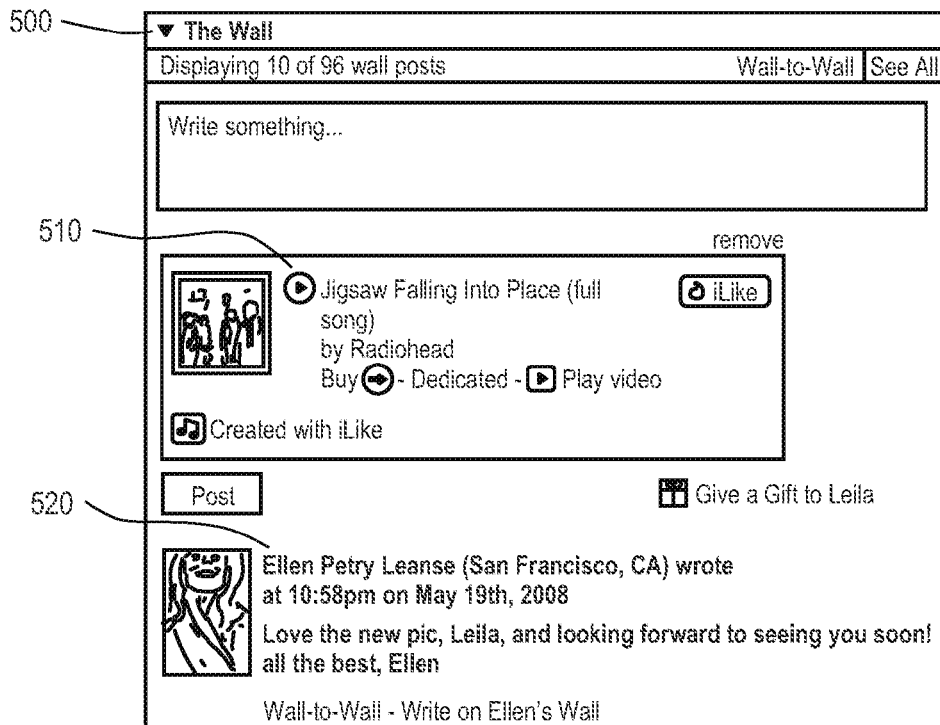 500
▼ The Wall
Displaying 10 of 96 wall posts Wall-to-Wall See All
Write something...
510
remove
Jigsaw Falling Into Place (full
song)
by Radiohead
iLike
Buy - Dedicated - Play video
Created with iLike
Post
Give a Gift to Leila
520
Ellen Petry Leanse (San Francisco, CA) wrote
at 10:58pm on May 19th, 2008
Love the new pic, Leila, and looking forward to seeing you soon!
all the best, Ellen
Wall-to-Wall - Write on Ellen's Wall